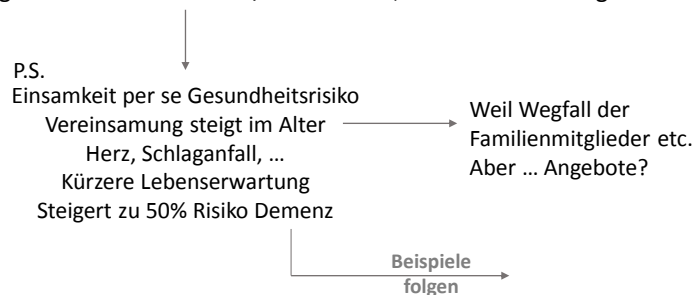 P.S.
Einsamkeit per se Gesundheitsrisiko
Vereinsamung steigt im Alter
Herz, Schlaganfall, …
Kürzere Lebenserwartung
Steigert zu 50% Risiko Demenz
Weil Wegfall der
Familienmitglieder etc.
Aber … Angebote?
Beispiele
folgen